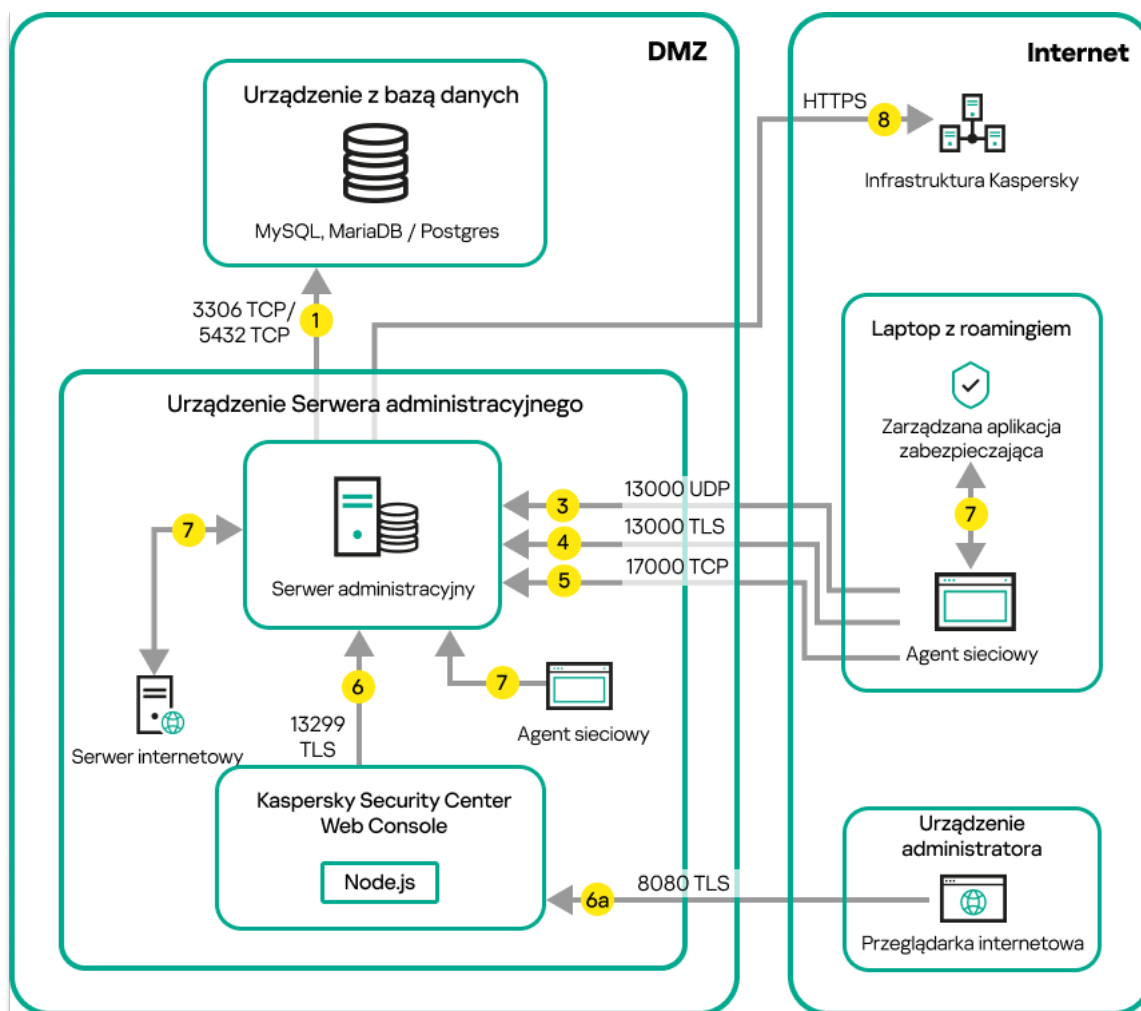 DMZ
Urządzenie z bazą danych
MySQL, MariaDB / Postgres
3306 TCP/
5432 TCP
1
Urządzenie Serwera administracyjnego
Serwer administracyjny
7
Serwer internetowy
6
13299
TLS
7
Agent sieciowy
Kaspersky Security Center
Web Console
Node.js
Internet
HTTPS
8
Infrastruktura Kaspersky
Laptop z roamingiem
Zarządzana aplikacja
zabezpieczająca
7
Agent sieciowy
13000 UDP
3
13000 TLS
4
17000 TCP
5
Urządzenie
administratora
Przeglądarka internetowa
8080 TLS
6a